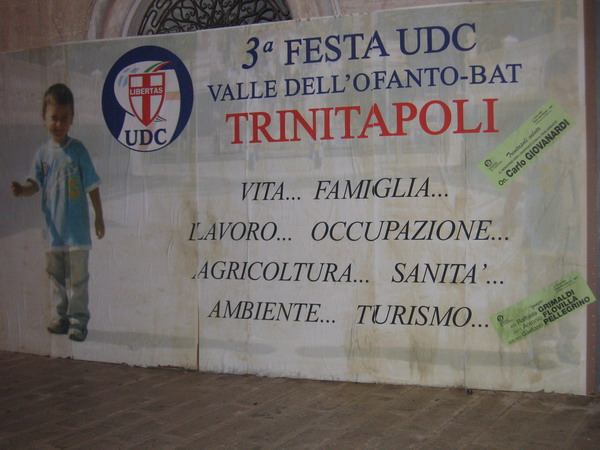 3ª FESTA UDC
VALLE DELL'OFANTO-BAT
TRINITAPOLI
LIBERTAS
UDC
VITA... FAMIGLIA...
LAVORO... OCCUPAZIONE...
AGRICOLTURA... SANITA'...
AMBIENTE... TURISMO...
On. Carlo GIOVANARDI
GRIMALDI
FLOVILLA
PELLEGRINO